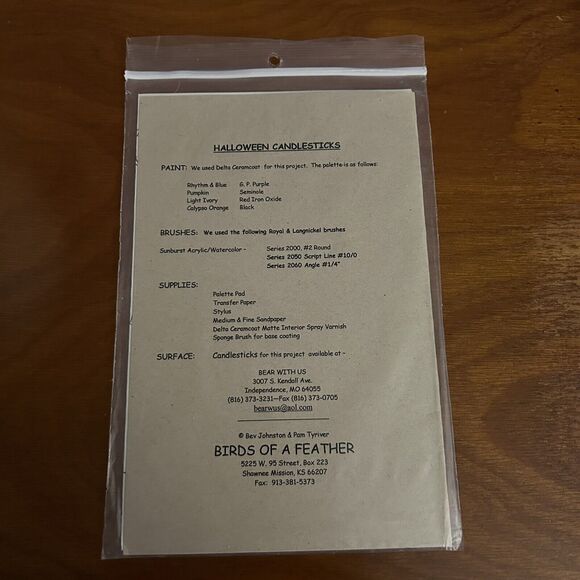 HALLOWEEN CANDLESTICKS
PAINT: We used Delta Ceramcoat for this project. The palette is as follows:
Rhythm & Blue G. P. Purple
Pumpkin Seminole
Light Ivory Red Iron Oxide
Calypso Orange Black
BRUSHES: We used the following Royal & Langnickel brushes
Sunburst Acrylic/Watercolor - Series 2000, #2 Round
Series 2050 Script Line #10/0
Series 2060 Angle #1/4"
SUPPLIES:
Palette Pad
Transfer Paper
Stylus
Medium & Fine Sandpaper
Delta Ceramcoat Matte Interior Spray Varnish
Sponge Brush for base coating
SURFACE: Candlesticks for this project available at -
BEAR WITH US
3007 S. Kendall Ave.
Independence, MO 64055
(816) 373-3231—Fax (816) 373-0705
bearwus@aol.com
© Bev Johnston & Pam Tyriver
BIRDS OF A FEATHER
5225 W. 95 Street, Box 223
Shawnee Mission, KS 66207
Fax: 913-381-5373